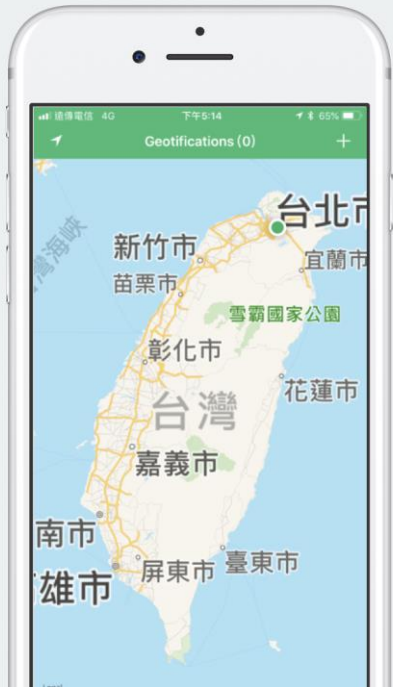 遠傳電信 4G 下午5:14 65%
Geotifications (0) +
台北市
新竹市
宜蘭市
苗栗市
雪霸國家公園
彰化市
花蓮市
台灣
嘉義市
南市
屏東市 臺東市
雄市